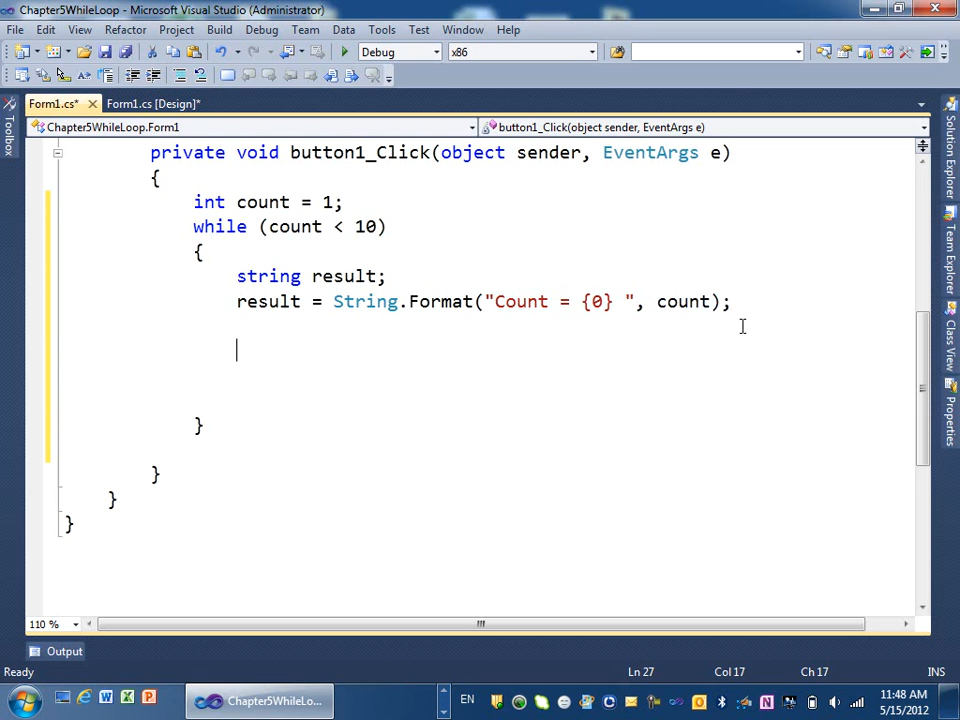 Chapter5WhileLoop - Microsoft Visual Studio (Administrator)
File Edit View Refactor Project Build Debug Team Data Tools Test Window Help
Debug x86
Form1.cs* Form1.cs [Design]*
Chapter5WhileLoop.Form1 button1_Click(object sender, EventArgs e)
private void button1_Click(object sender, EventArgs e)
{
int count = 1;
while (count < 10)
{
string result;
result = String.Format("Count = {0} ", count);
}
}
}
}
110 %
Output
Ready Ln 27 Col 17 Ch 17 INS
Chapter5WhileLo... EN 11:48 AM
5/15/2012
Toolbox
Solution Explorer
Team Explorer
Class View
Properties